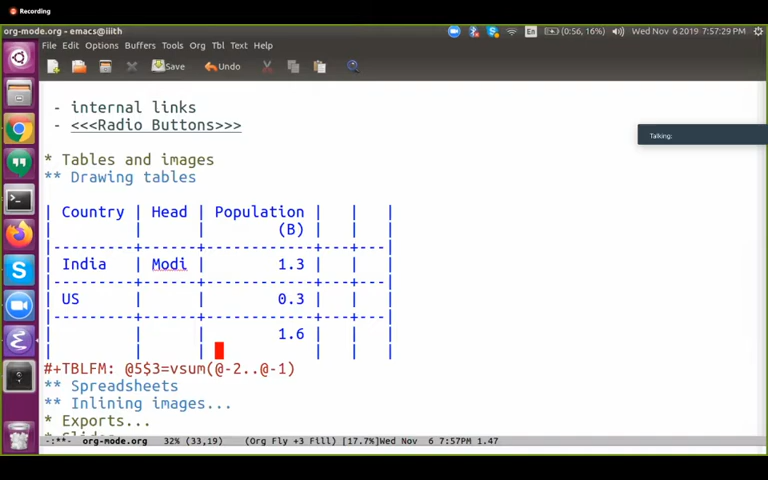 Recording
org-mode.org - emacs@iiith
En
(0:56, 16%)
Wed Nov 6 2019 7:57:29 PM
File Edit Options Buffers Tools Org Tbl Text Help
Save
Undo
- internal links
- <<<Radio Buttons>>>
Talking:
* Tables and images
** Drawing tables
| Country | Head | Population | | |
| | | (B) | | |
|---------+------+------------+---+---|
| India | Modi | 1.3 | | |
|---------+------+------------+---+---|
| US | | 0.3 | | |
|---------+------+------------+---+---|
| | | 1.6 | | |
| | | | | |
#+TBLFM: @5$3=vsum(@-2..@-1)
** Spreadsheets
** Inlining images...
* Exports...
-:**- org-mode.org 32% (33,19) (Org Fly +3 Fill) [17.7%]Wed Nov 6 7:57PM 1.47